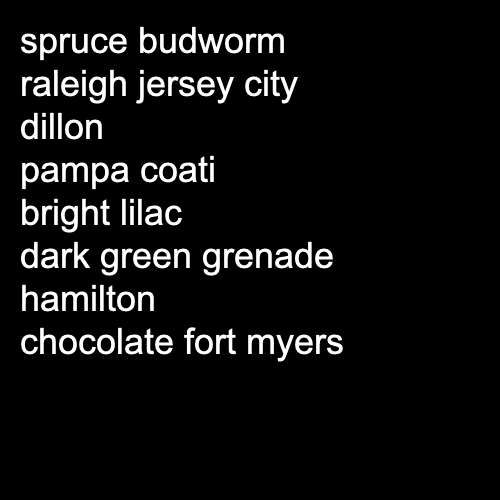 spruce budworm
raleigh jersey city
dillon
pampa coati
bright lilac
dark green grenade
hamilton
chocolate fort myers